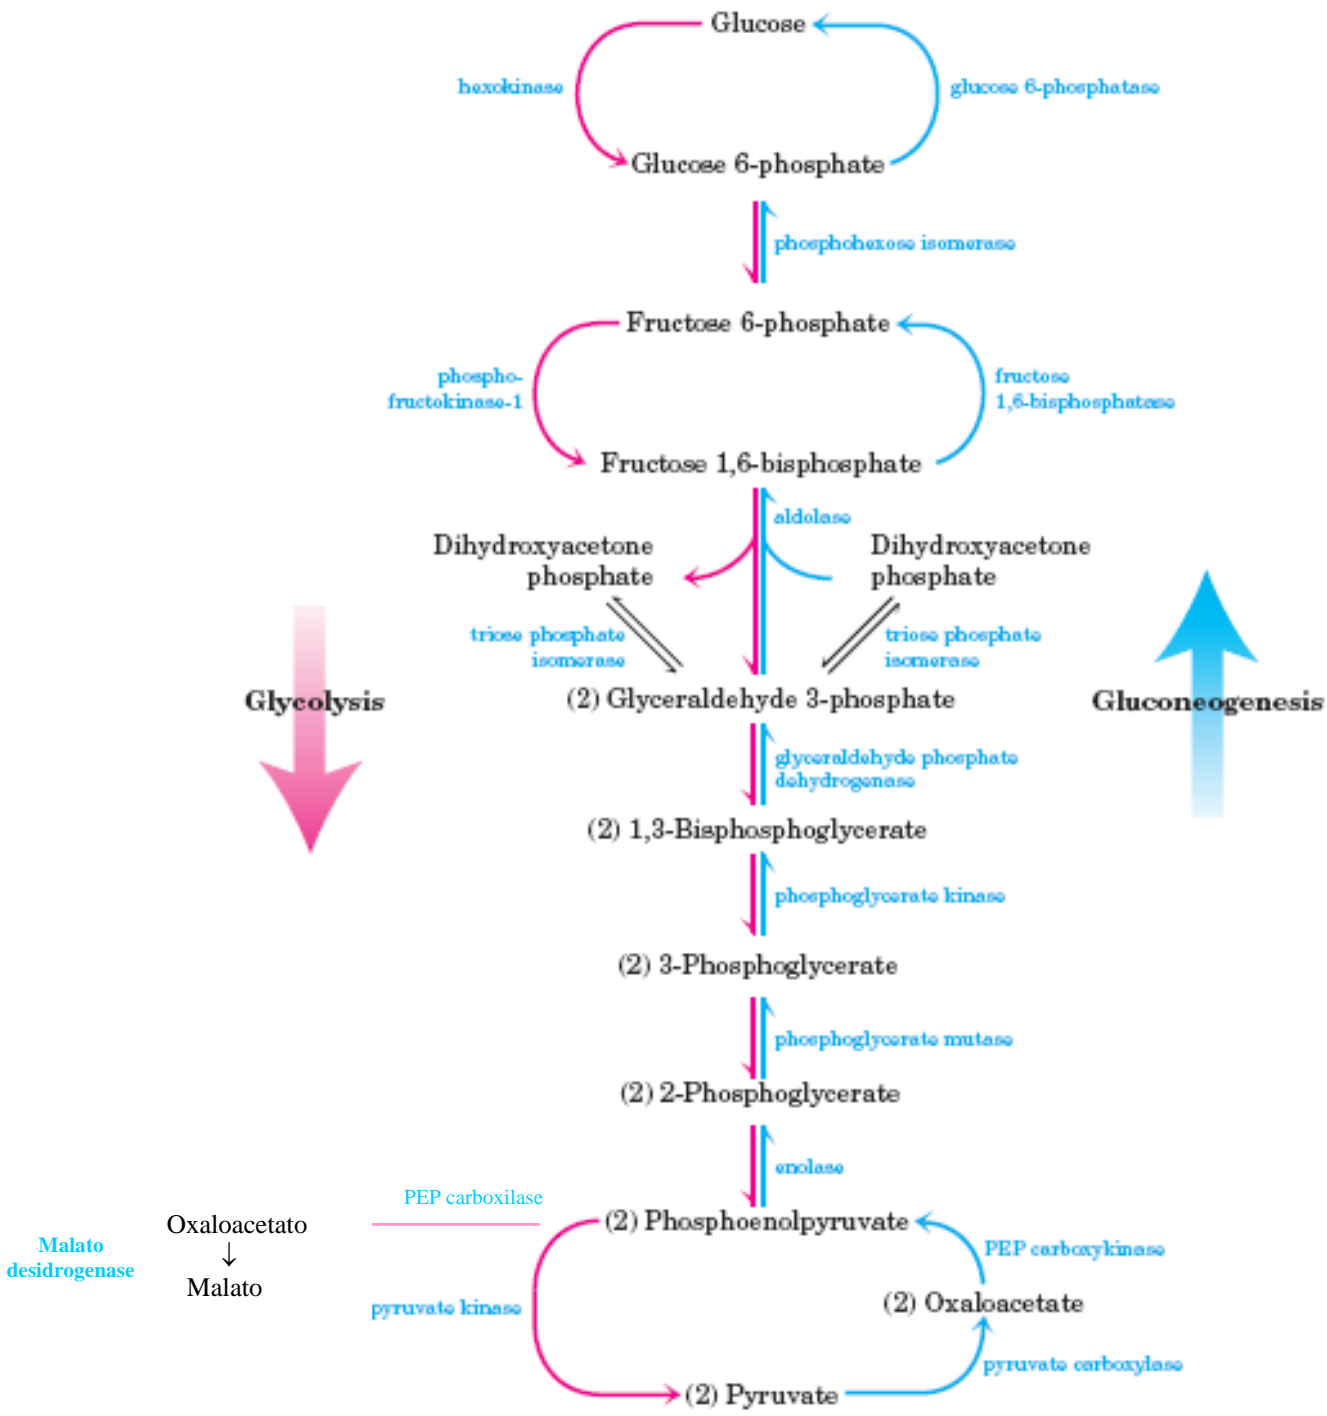 Glucose
hexokinase
glucose 6-phosphatase
Glucose 6-phosphate
phosphohexose isomerase
Fructose 6-phosphate
phospho-
fructokinase-1
fructose
1,6-bisphosphatase
Fructose 1,6-bisphosphate
aldolase
Dihydroxyacetone
phosphate
Dihydroxyacetone
phosphate
triose phosphate
isomerase
triose phosphate
isomerase
Glycolysis
(2) Glyceraldehyde 3-phosphate
Gluconeogenesis
glyceraldehyde phosphate
dehydrogenase
(2) 1,3-Bisphosphoglycerate
phosphoglycerate kinase
(2) 3-Phosphoglycerate
phosphoglycerate mutase
(2) 2-Phosphoglycerate
enolase
PEP carboxilase
Oxaloacetato
(2) Phosphoenolpyruvate
Malato
desidrogenase
↓
Malato
PEP carboxykinase
pyruvate kinase
(2) Oxaloacetate
pyruvate carboxylase
(2) Pyruvate